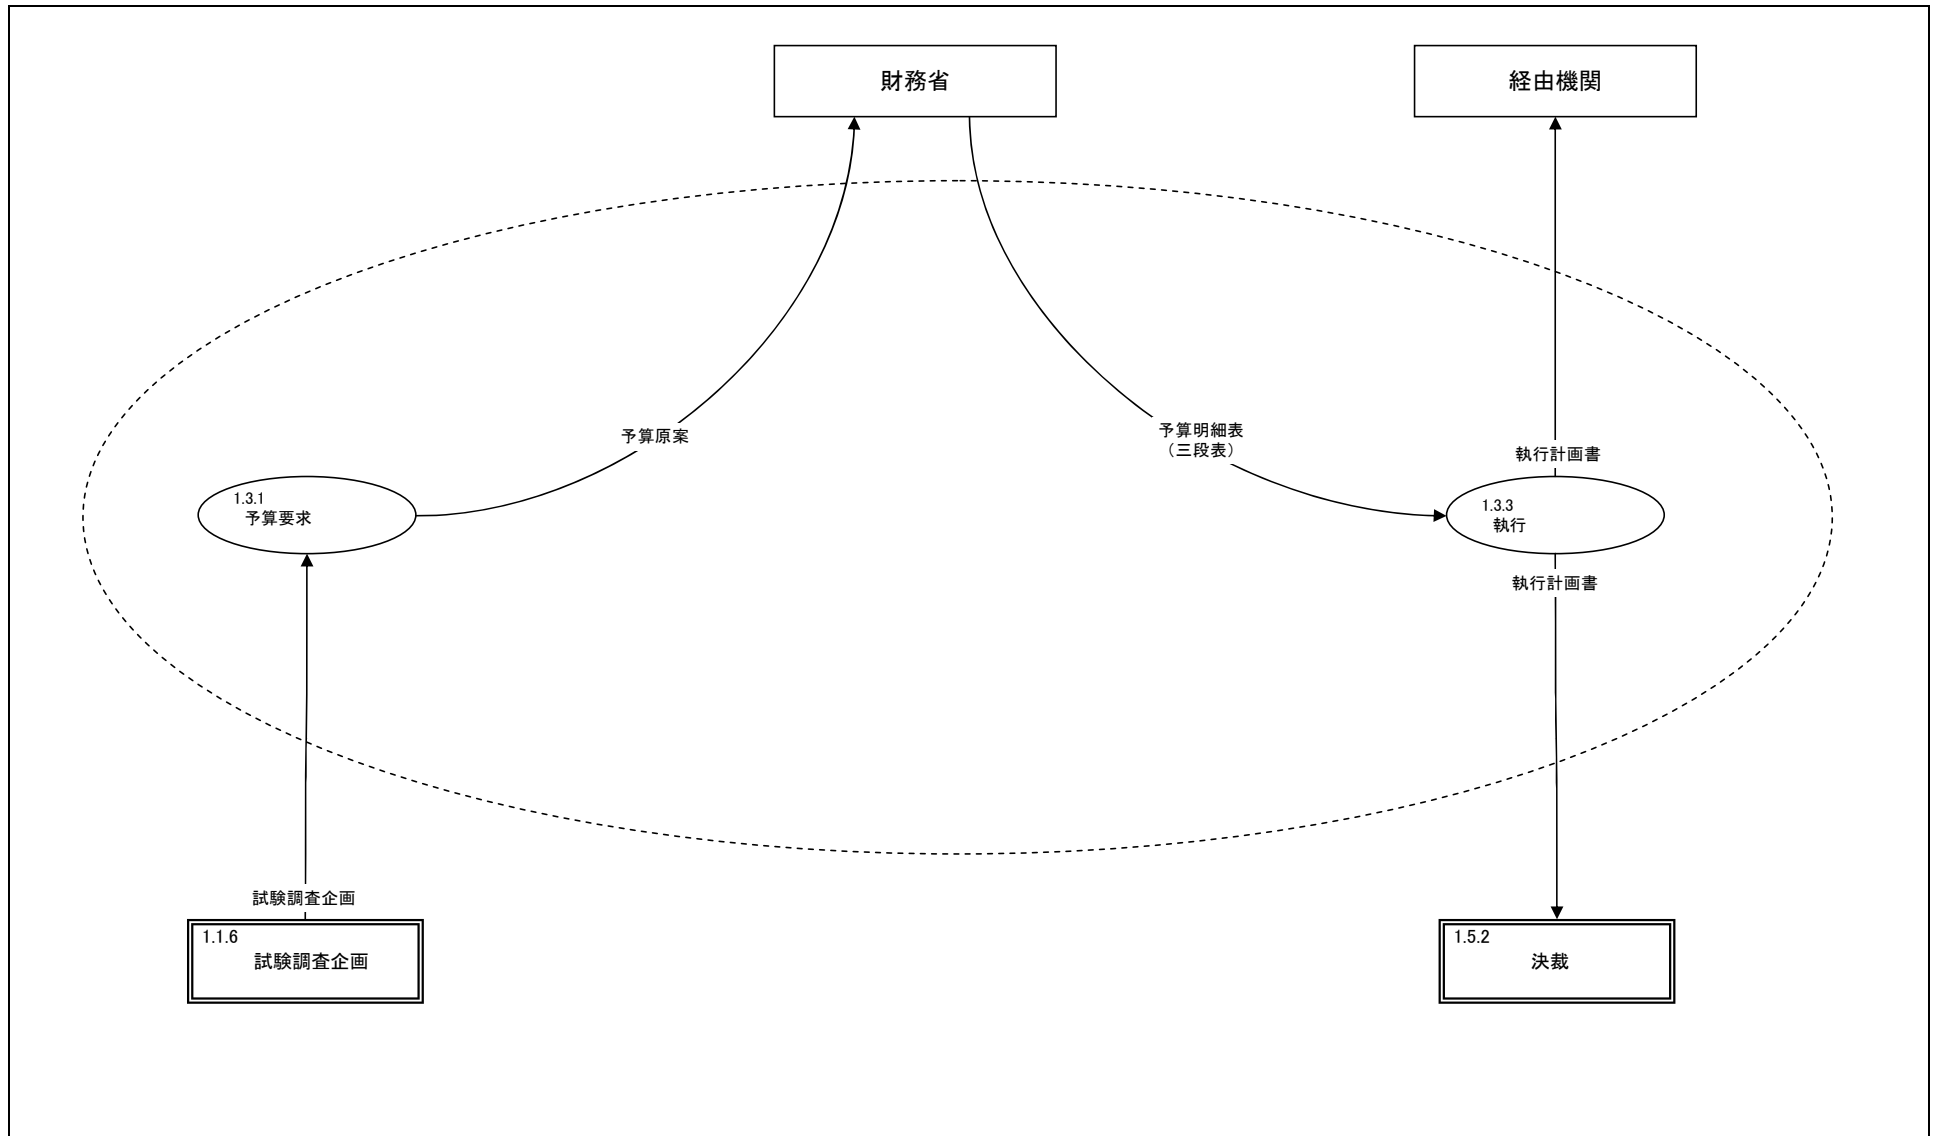 財務省
経由機関
予算原案
予算明細表
（三段表）
執行計画書
1.3.1
予算要求
1.3.3
執行
執行計画書
試験調査企画
1.1.6
試験調査企画
1.5.2
決裁